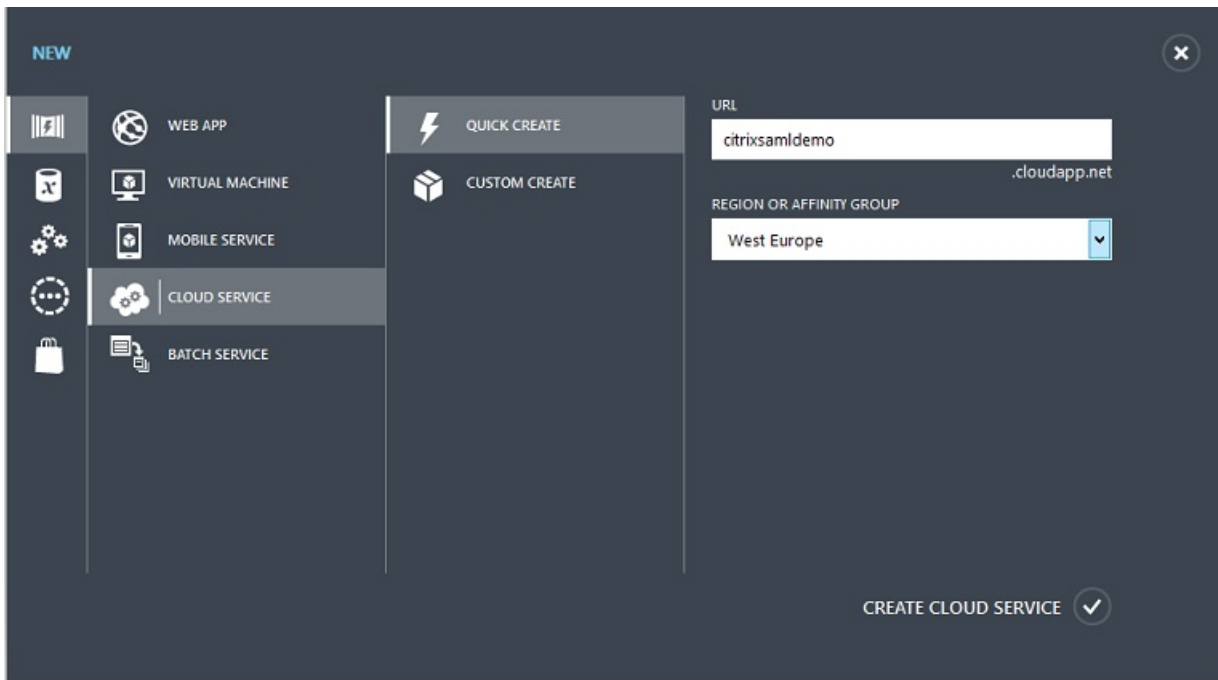 NEW
WEB APP
VIRTUAL MACHINE
MOBILE SERVICE
CLOUD SERVICE
BATCH SERVICE
QUICK CREATE
CUSTOM CREATE
URL
citrixsamldemo
.cloudapp.net
REGION OR AFFINITY GROUP
West Europe
CREATE CLOUD SERVICE